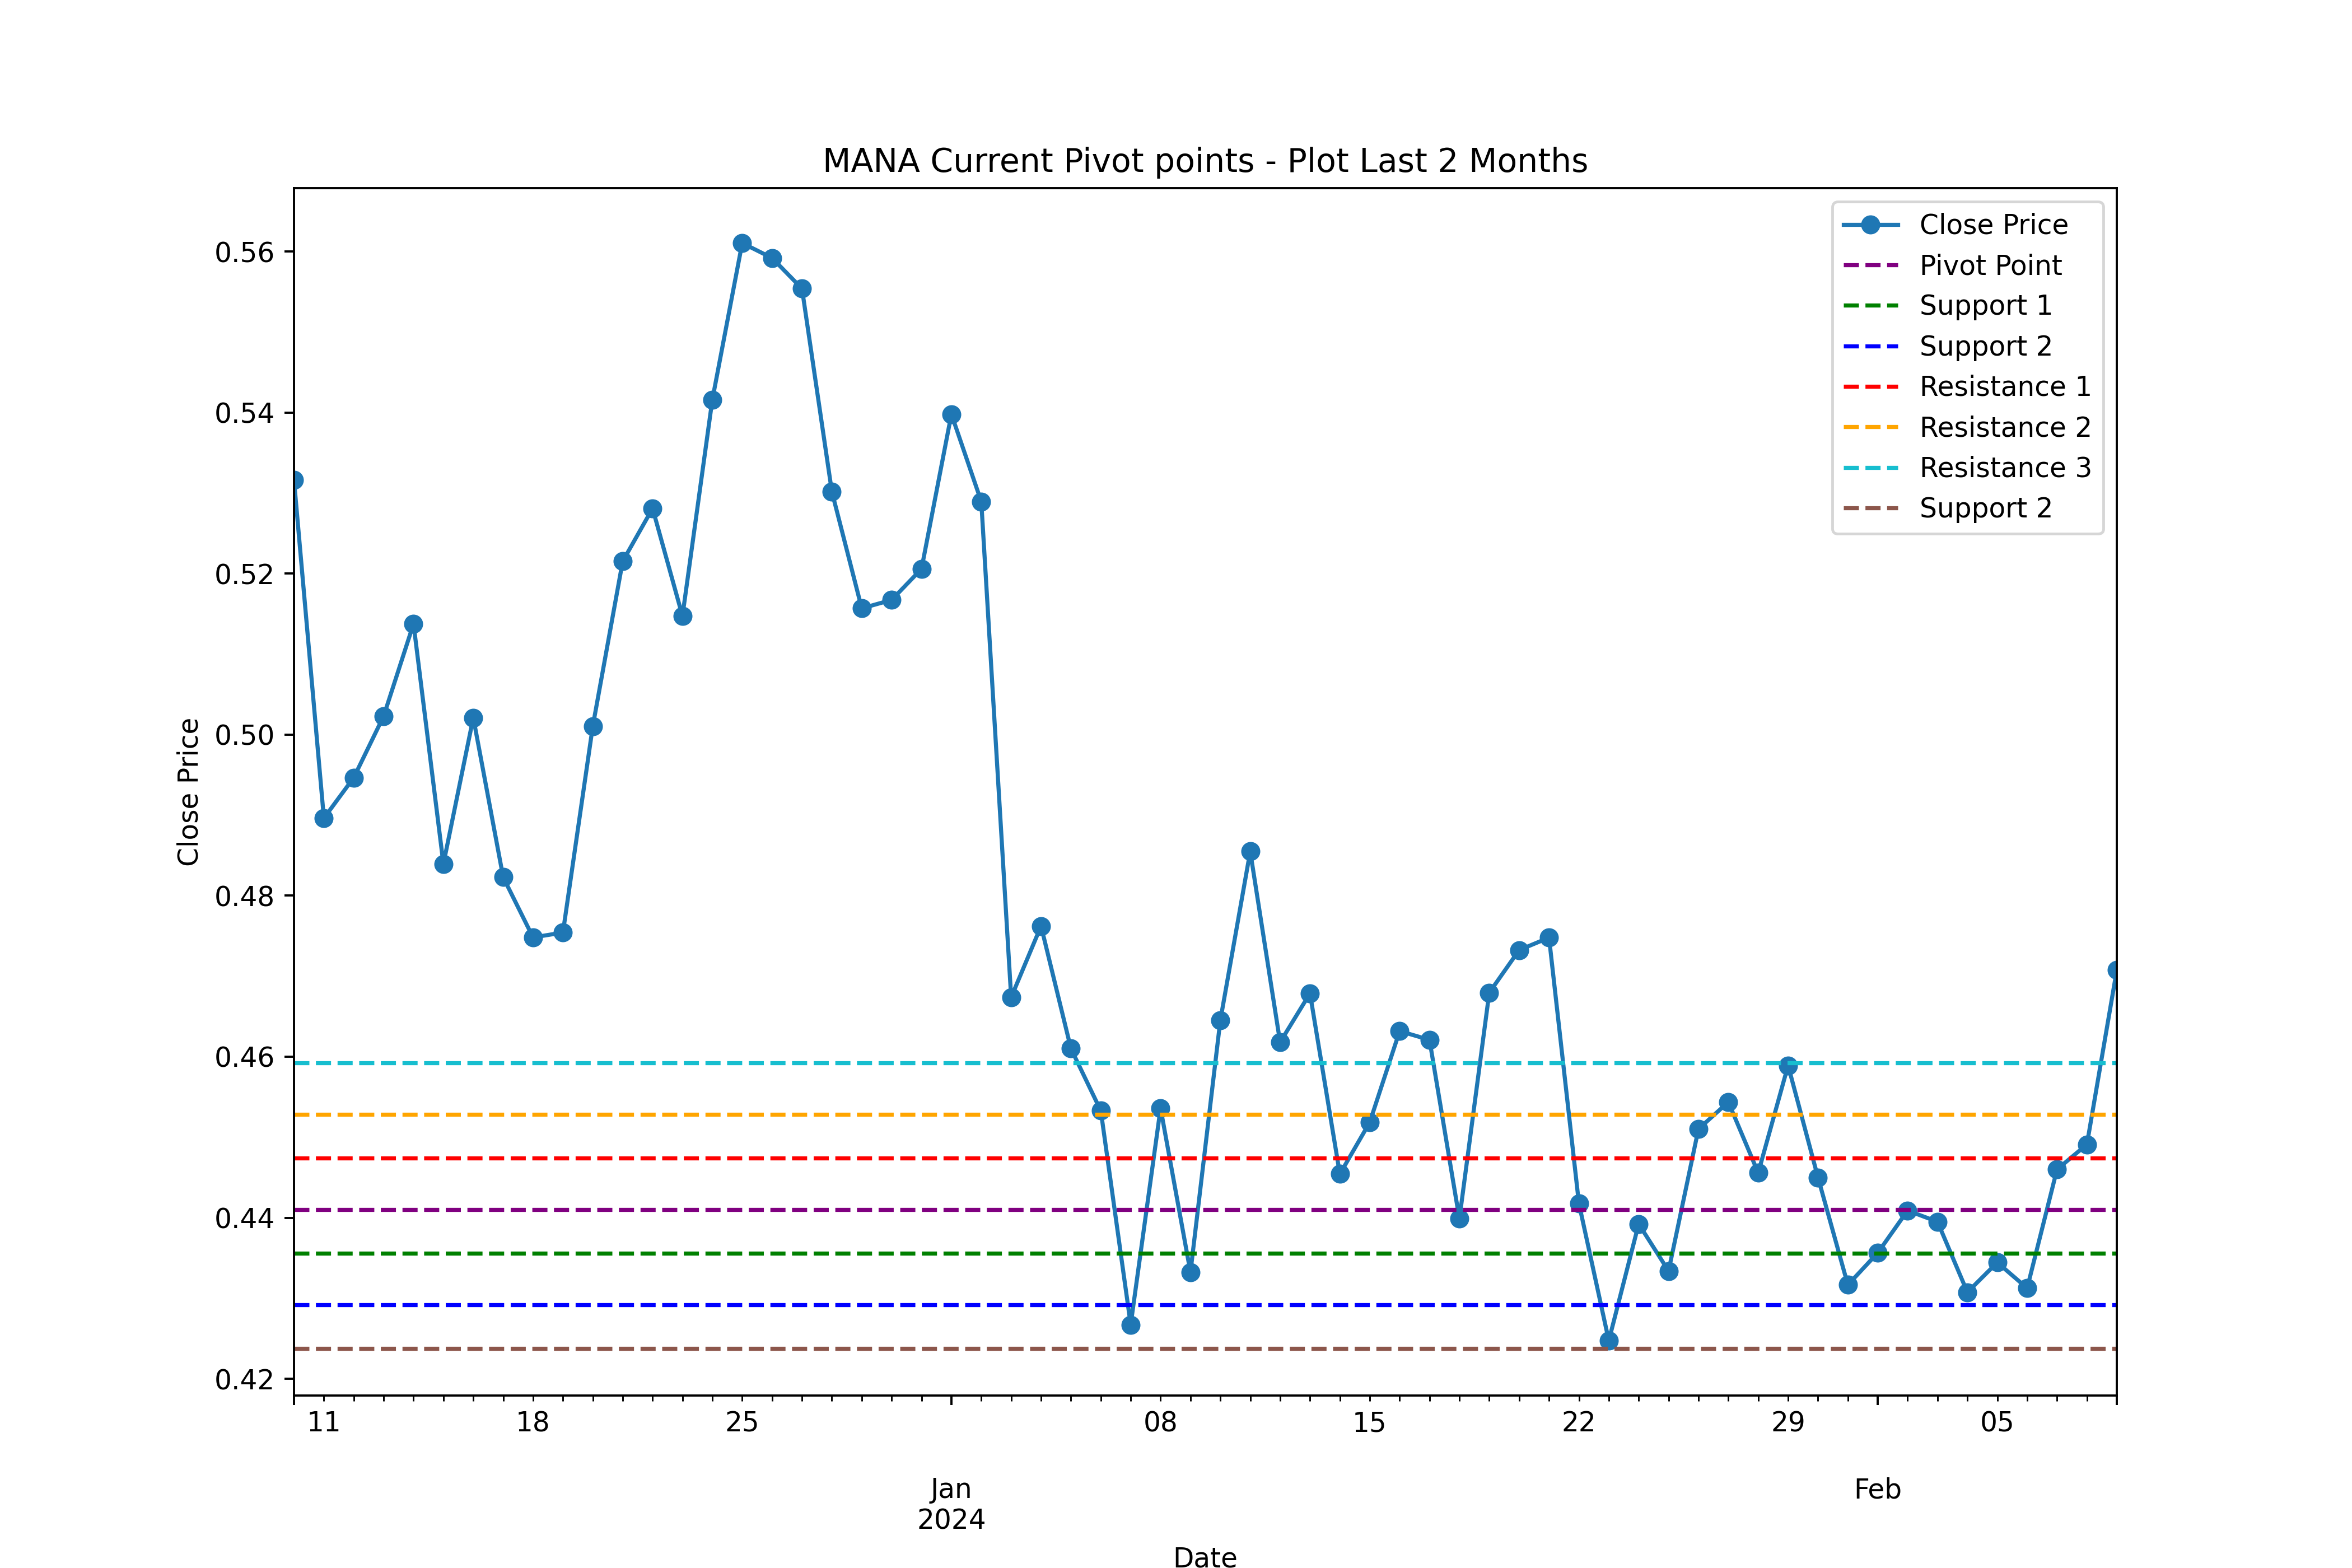 MANA Current Pivot points - Plot Last 2 Months
Close Price
Pivot Point
Support 1
Support 2
Resistance 1
Resistance 2
Resistance 3
Support 2
0.56
0.54
0.52
0.50
0.48
0.46
0.44
0.42
Close Price
11 18 25 08 15 22 29 05
Jan Feb
2024
Date